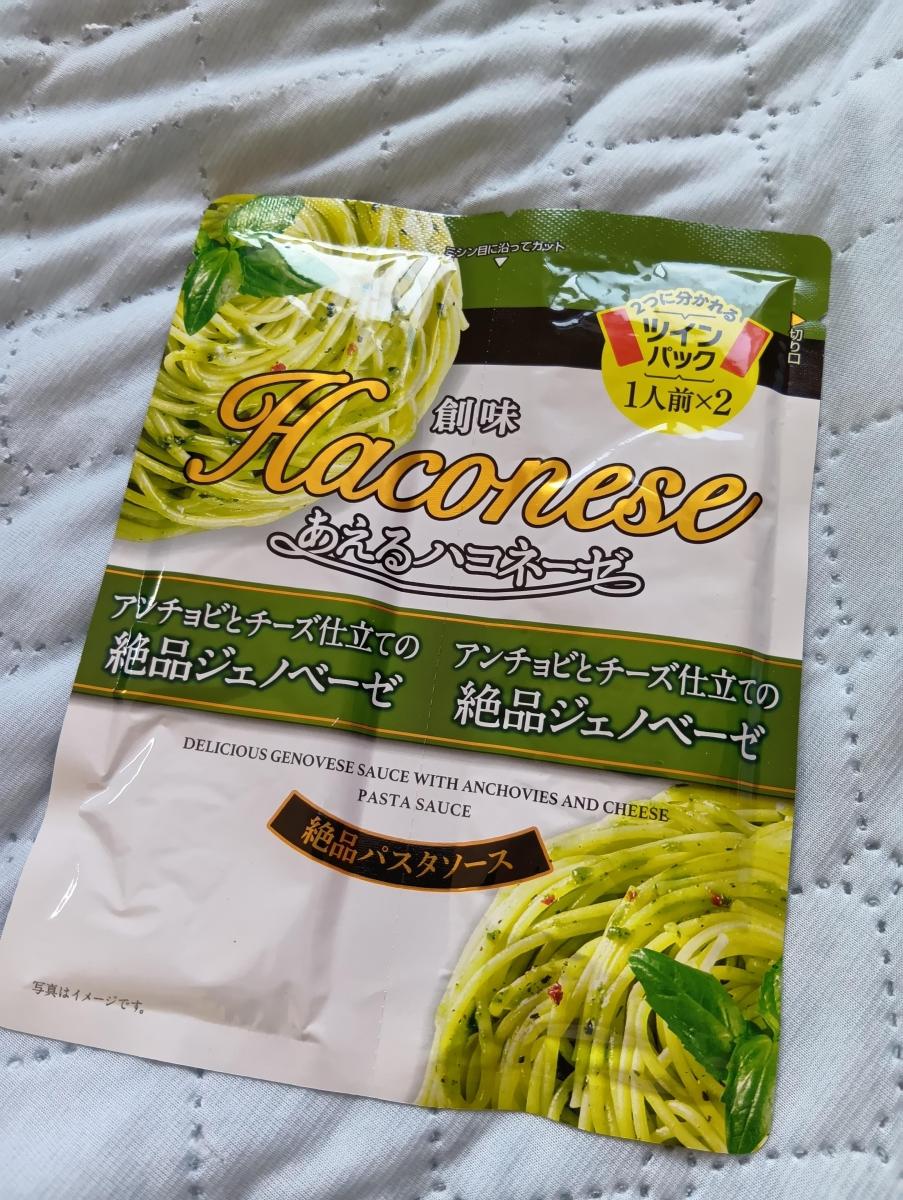 ミシン目に沿ってカット
切り口
2つに分かれる
ツイン
パック
1人前×2
創味
Haconese
あえるハコネーゼ
アンチョビとチーズ仕立ての
絶品ジェノベーゼ
アンチョビとチーズ仕立ての
絶品ジェノベーゼ
DELICIOUS GENOVESE SAUCE WITH ANCHOVIES AND CHEESE
PASTA SAUCE
絶品パスタソース
写真はイメージです。